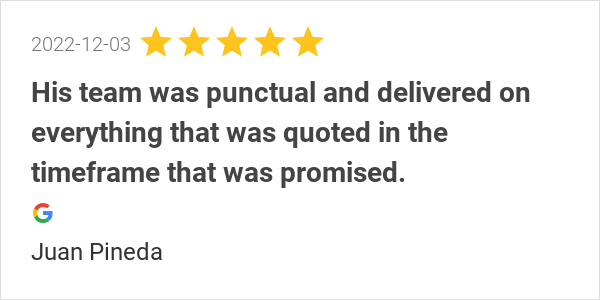 2022-12-03
His team was punctual and delivered on
everything that was quoted in the
timeframe that was promised.
Juan Pineda